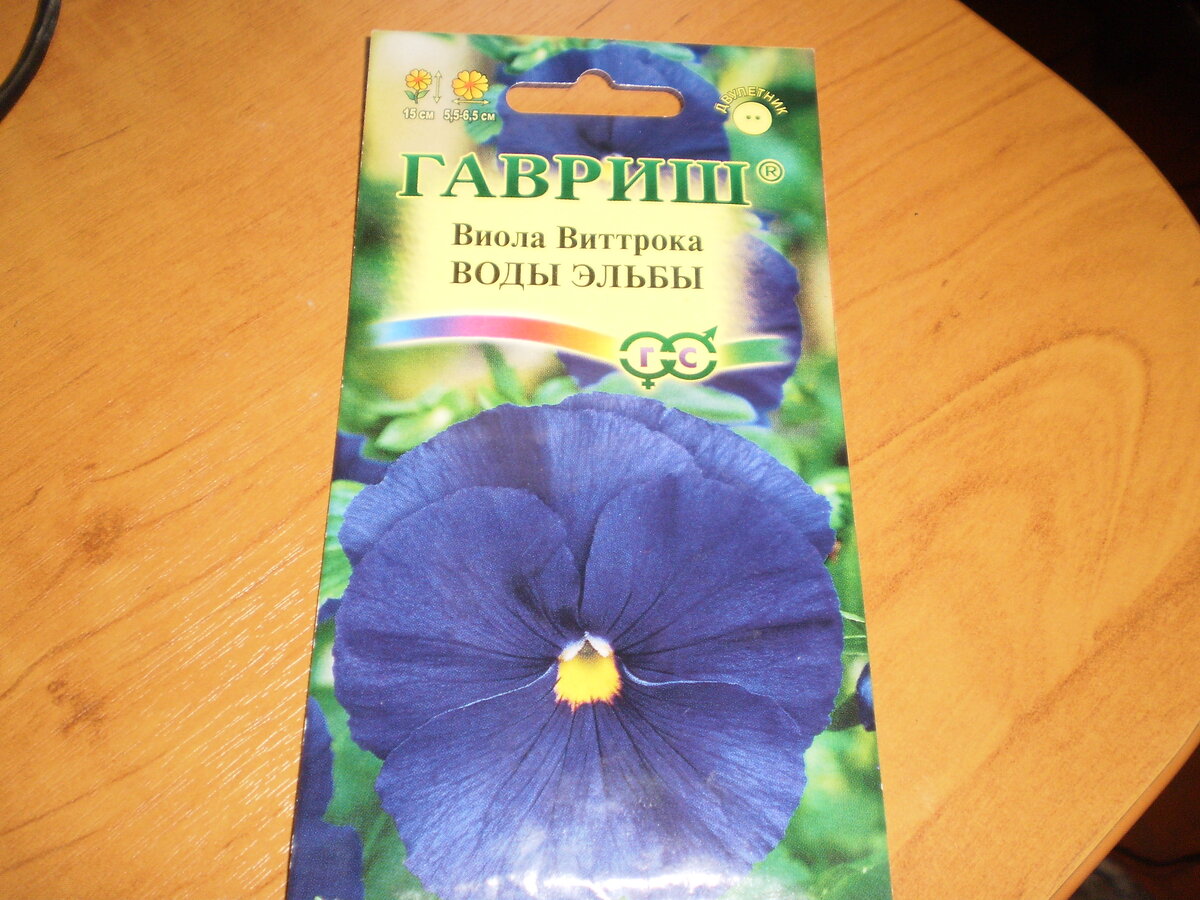 15 см
5,5-6,5 см
ДВУЛЕТНИК
ГАВРИШ®
Виола Виттрока
ВОДЫ ЭЛЬБЫ
Г С